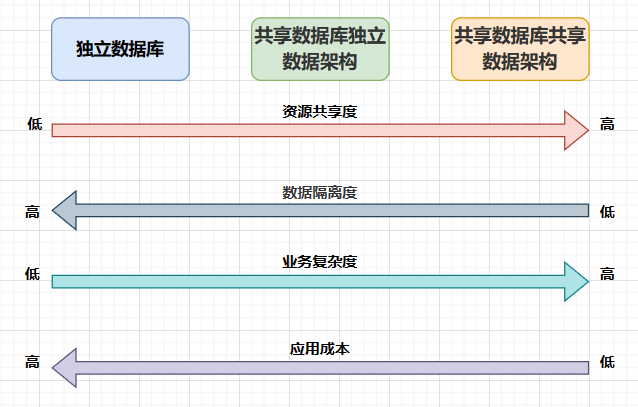 独立数据库
共享数据库独立
数据架构
共享数据库共享
数据架构
资源共享度
低
高
数据隔离度
高
低
业务复杂度
低
高
应用成本
高
低